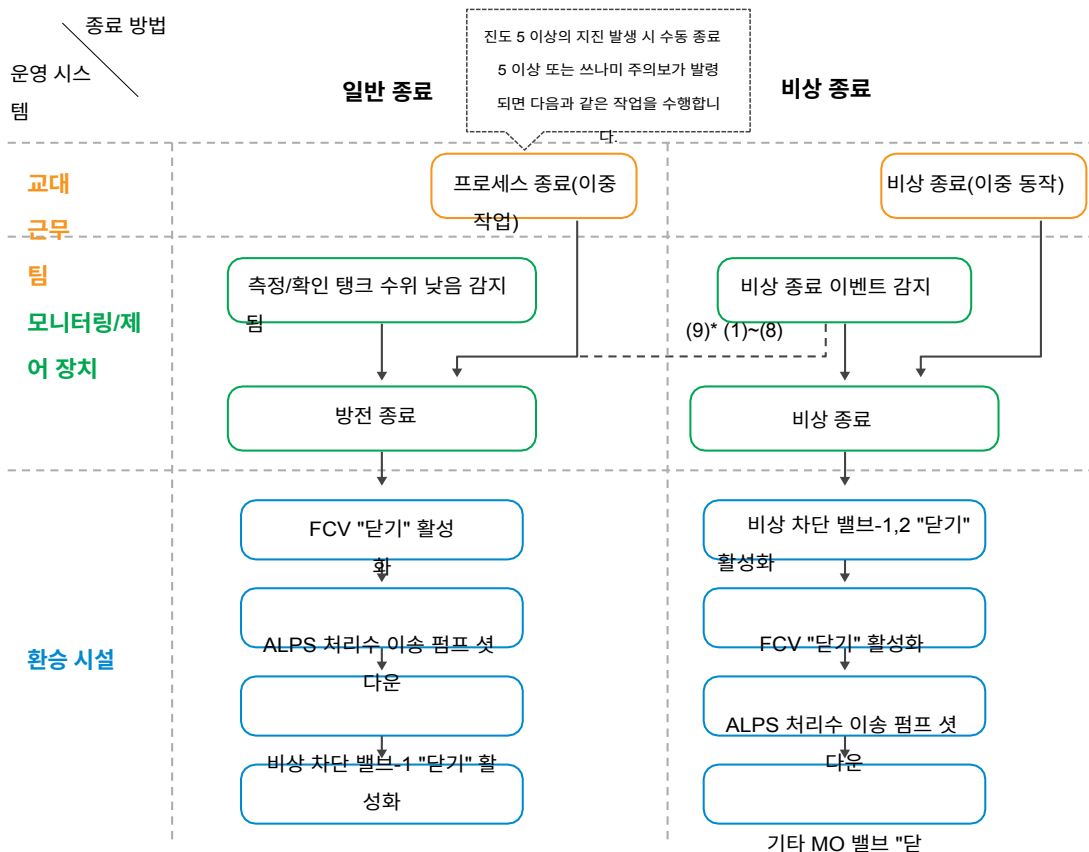 종료 방법
운영 시스
템
진도 5 이상의 지진 발생 시 수동 종료
5 이상 또는 쓰나미 주의보가 발령
되면 다음과 같은 작업을 수행합니
다.
일반 종료
비상 종료
교대
근무
팀
프로세스 종료(이중
작업)
비상 종료(이중 동작)
모니터링/제
어 장치
측정/확인 탱크 수위 낮음 감지
됨
비상 종료 이벤트 감지
(9)* (1)~(8)
방전 종료
비상 종료
환승 시설
FCV "닫기" 활성
화
ALPS 처리수 이송 펌프 셧
다운
비상 차단 밸브-1 "닫기" 활
성화
비상 차단 밸브-1,2 "닫기"
활성화
FCV "닫기" 활성화
ALPS 처리수 이송 펌프 셧
다운
기타 MO 밸브 "닫